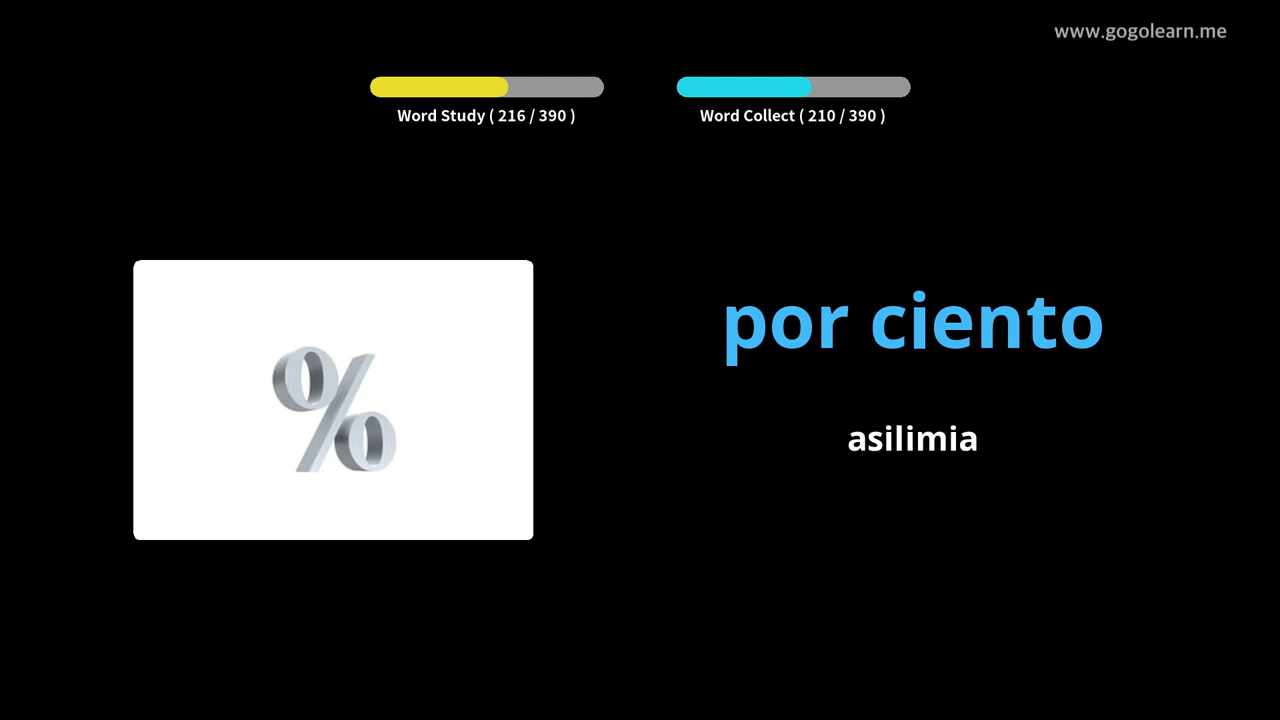 www.gogolearn.me
Word Study ( 216 / 390 )
Word Collect ( 210 / 390 )
%
por ciento
asilimia